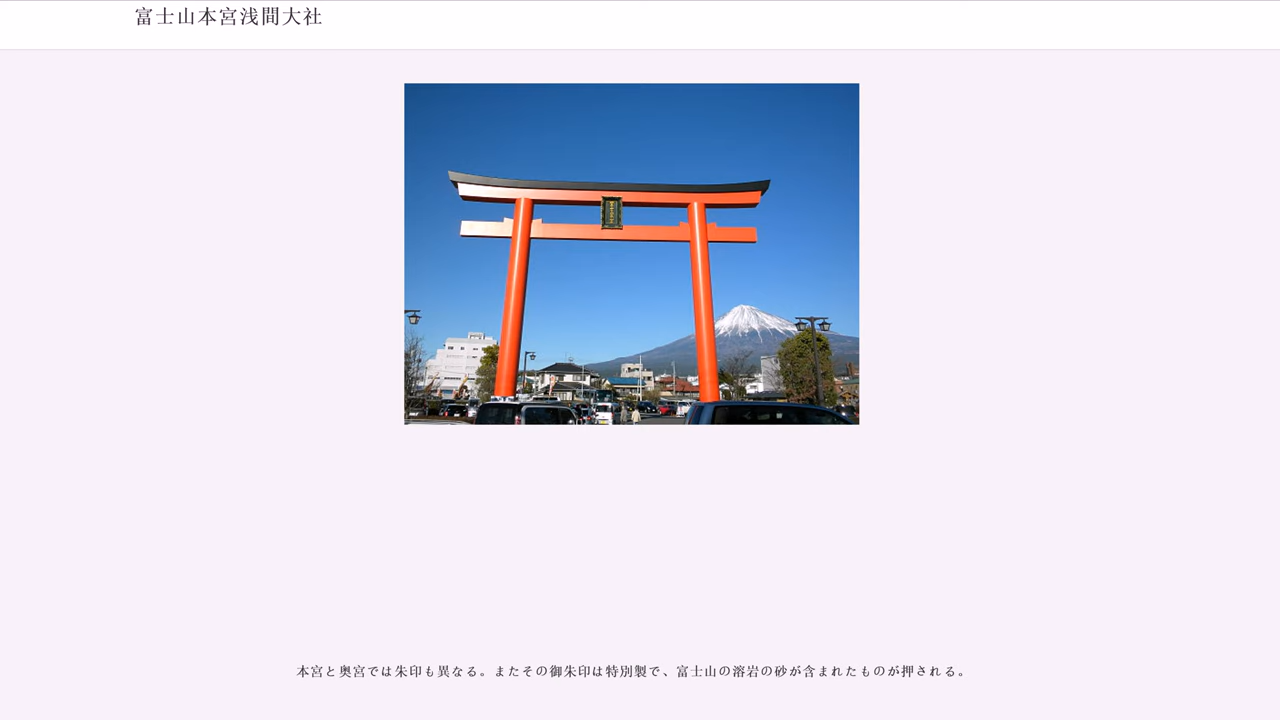 富士山本宮浅間大社
本宮と奥宮では朱印も異なる。またその御朱印は特別製で、富士山の溶岩の砂が含まれたものが押される。